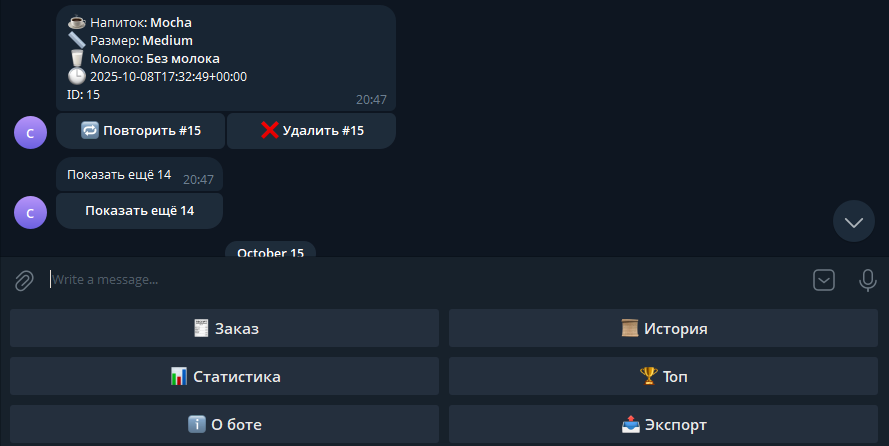 Напиток: Mocha
Размер: Medium
Молоко: Без молока
2025-10-08T17:32:49+00:00
ID: 15
20:47
C
Повторить #15
Удалить #15
Показать ещё 14
20:47
C
Показать ещё 14
October 15
Write a message...
Заказ
История
Статистика
Топ
О боте
Экспорт